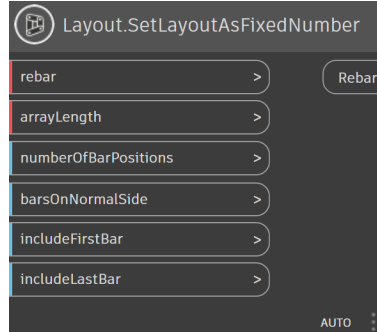 Layout.SetLayoutAsFixedNumber
rebar > Rebar
arrayLength >
numberOfBarPositions >
barsOnNormalSide >
includeFirstBar >
includeLastBar >
AUTO